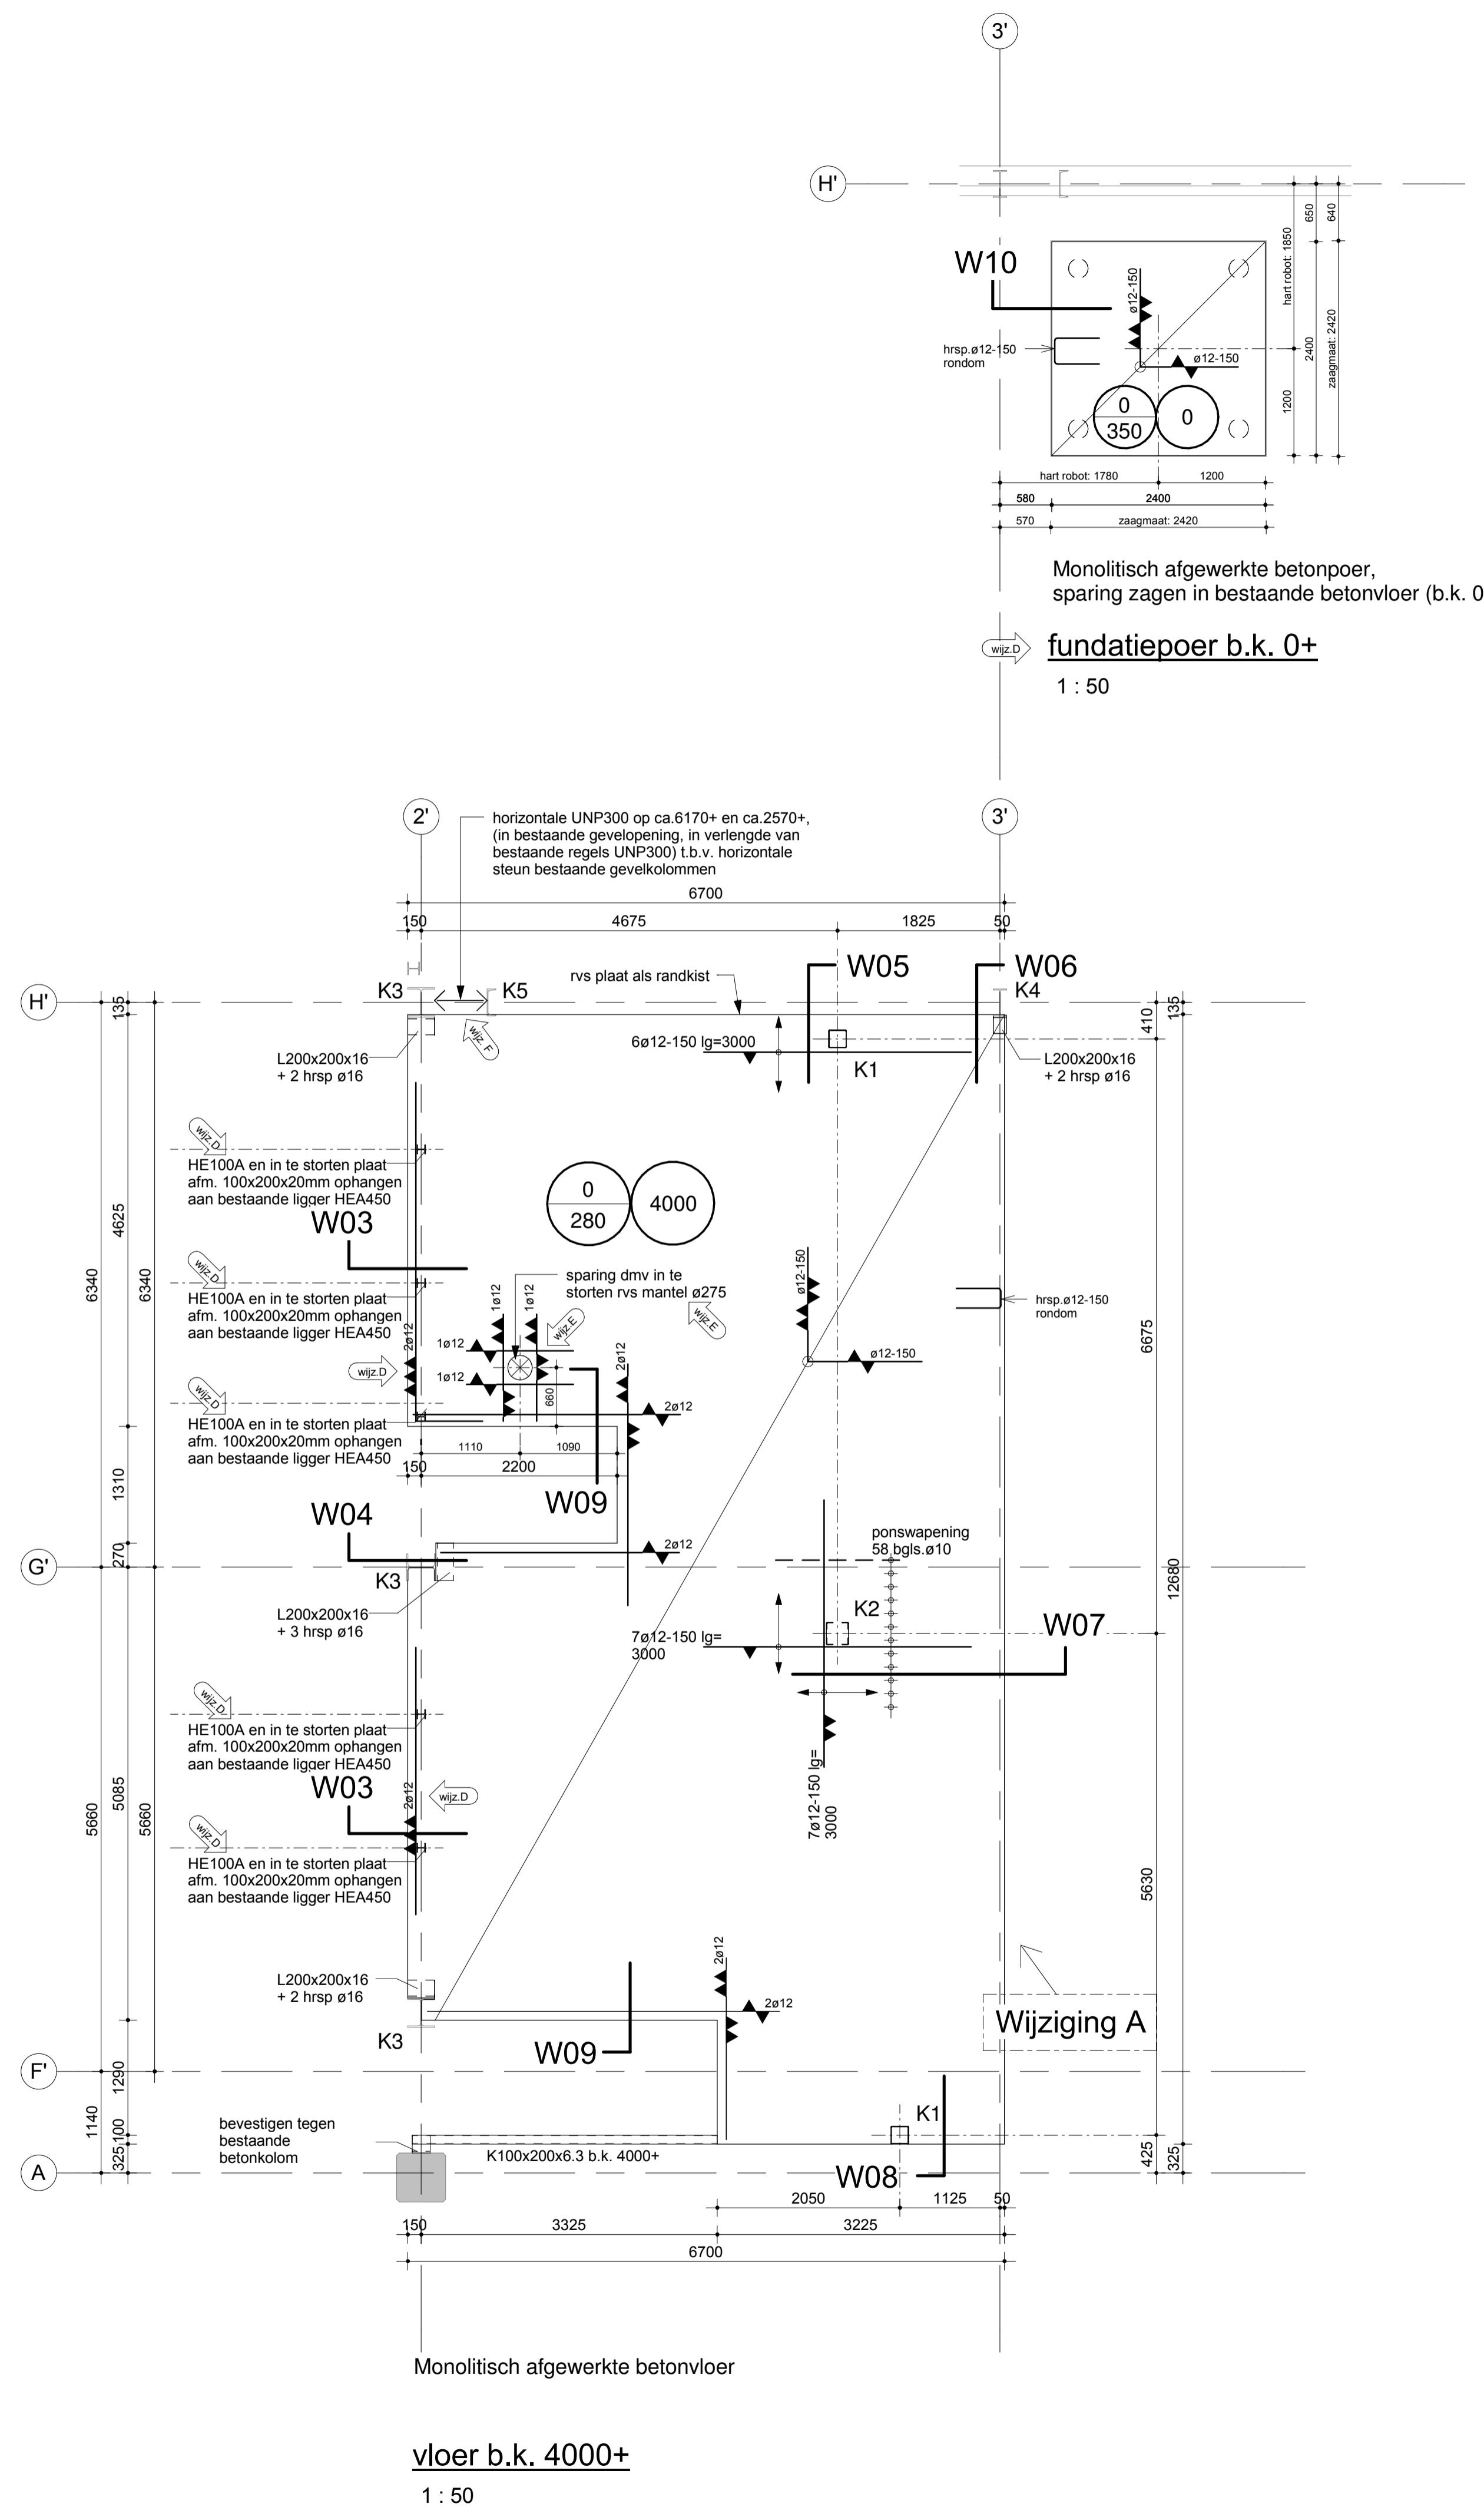 3'
H'
650
640
hart robot: 1850
W10
ø12-150
hrsp.ø12-150
rondom
ø12-150
2400
zaagmaat: 2420
1200
0
350
0
hart robot: 1780
1200
580
2400
570
zaagmaat: 2420
Monolitisch afgewerkte betonpoer,
sparing zagen in bestaande betonvloer (b.k. 0
wijz.D
fundatiepoer b.k. 0+
1 : 50
2'
3'
horizontale UNP300 op ca.6170+ en ca.2570+,
(in bestaande gevelopening, in verlengde van
bestaande regels UNP300) t.b.v. horizontale
steun bestaande gevelkolommen
6700
150
4675
1825
50
rvs plaat als randkist
W05
W06
K3
K5
K4
H'
135
135
410
wijz. F
6ø12-150 lg=3000
K1
L200x200x16
+ 2 hrsp ø16
L200x200x16
+ 2 hrsp ø16
wijz.D
HE100A en in te storten plaat
afm. 100x200x20mm ophangen
aan bestaande ligger HEA450
0
280
4000
W03
4625
6340
6340
wijz.D
HE100A en in te storten plaat
afm. 100x200x20mm ophangen
aan bestaande ligger HEA450
sparing dmv in te
storten rvs mantel ø275
ø12-150
hrsp.ø12-150
rondom
1ø12
1ø12
wijz.E
wijz.E
2ø12
1ø12
1ø12
2ø12
ø12-150
6675
wijz.D
wijz.D
660
2ø12
HE100A en in te storten plaat
afm. 100x200x20mm ophangen
aan bestaande ligger HEA450
1110
1090
150
2200
1310
W09
W04
ponswapening
58 bgls.ø10
2ø12
270
G'
12680
K3
K2
L200x200x16
+ 3 hrsp ø16
7ø12-150 lg=
3000
W07
wijz.D
HE100A en in te storten plaat
afm. 100x200x20mm ophangen
aan bestaande ligger HEA450
W03
2ø12
wijz.D
7ø12-150 lg=
3000
5085
5660
5660
wijz.D
HE100A en in te storten plaat
afm. 100x200x20mm ophangen
aan bestaande ligger HEA450
5630
2ø12
L200x200x16
+ 2 hrsp ø16
2ø12
Wijziging A
K3
W09
F'
1290
1140
100
325
K1
bevestigen tegen
bestaande
betonkolom
K100x200x6.3 b.k. 4000+
425
325
A
W08
2050
1125
50
150
3325
3225
6700
Monolitisch afgewerkte betonvloer
vloer b.k. 4000+
1 : 50